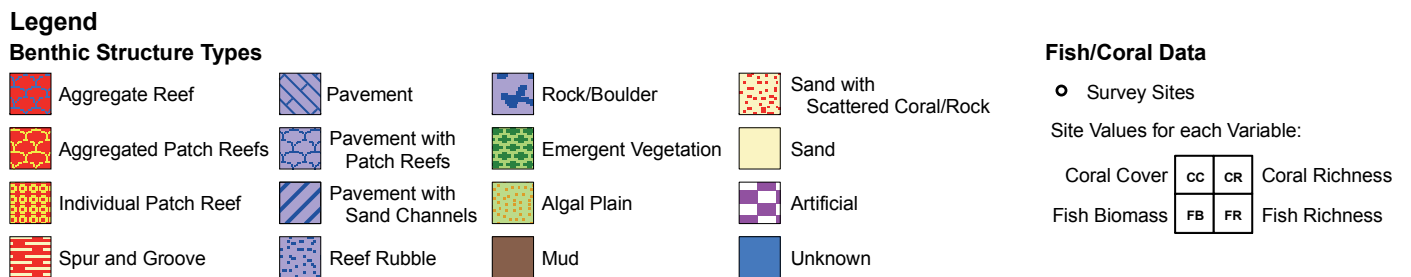 Legend
Benthic Structure Types
Aggregate Reef
Aggregated Patch Reefs
Individual Patch Reef
Spur and Groove
Pavement
Pavement with
Patch Reefs
Pavement with
Sand Channels
Reef Rubble
Rock/Boulder
Emergent Vegetation
Algal Plain
Mud
Sand with
Scattered Coral/Rock
Sand
Artificial
Unknown
Fish/Coral Data
Survey Sites
Site Values for each Variable:
Coral Cover CC CR Coral Richness
Fish Biomass FB FR Fish Richness